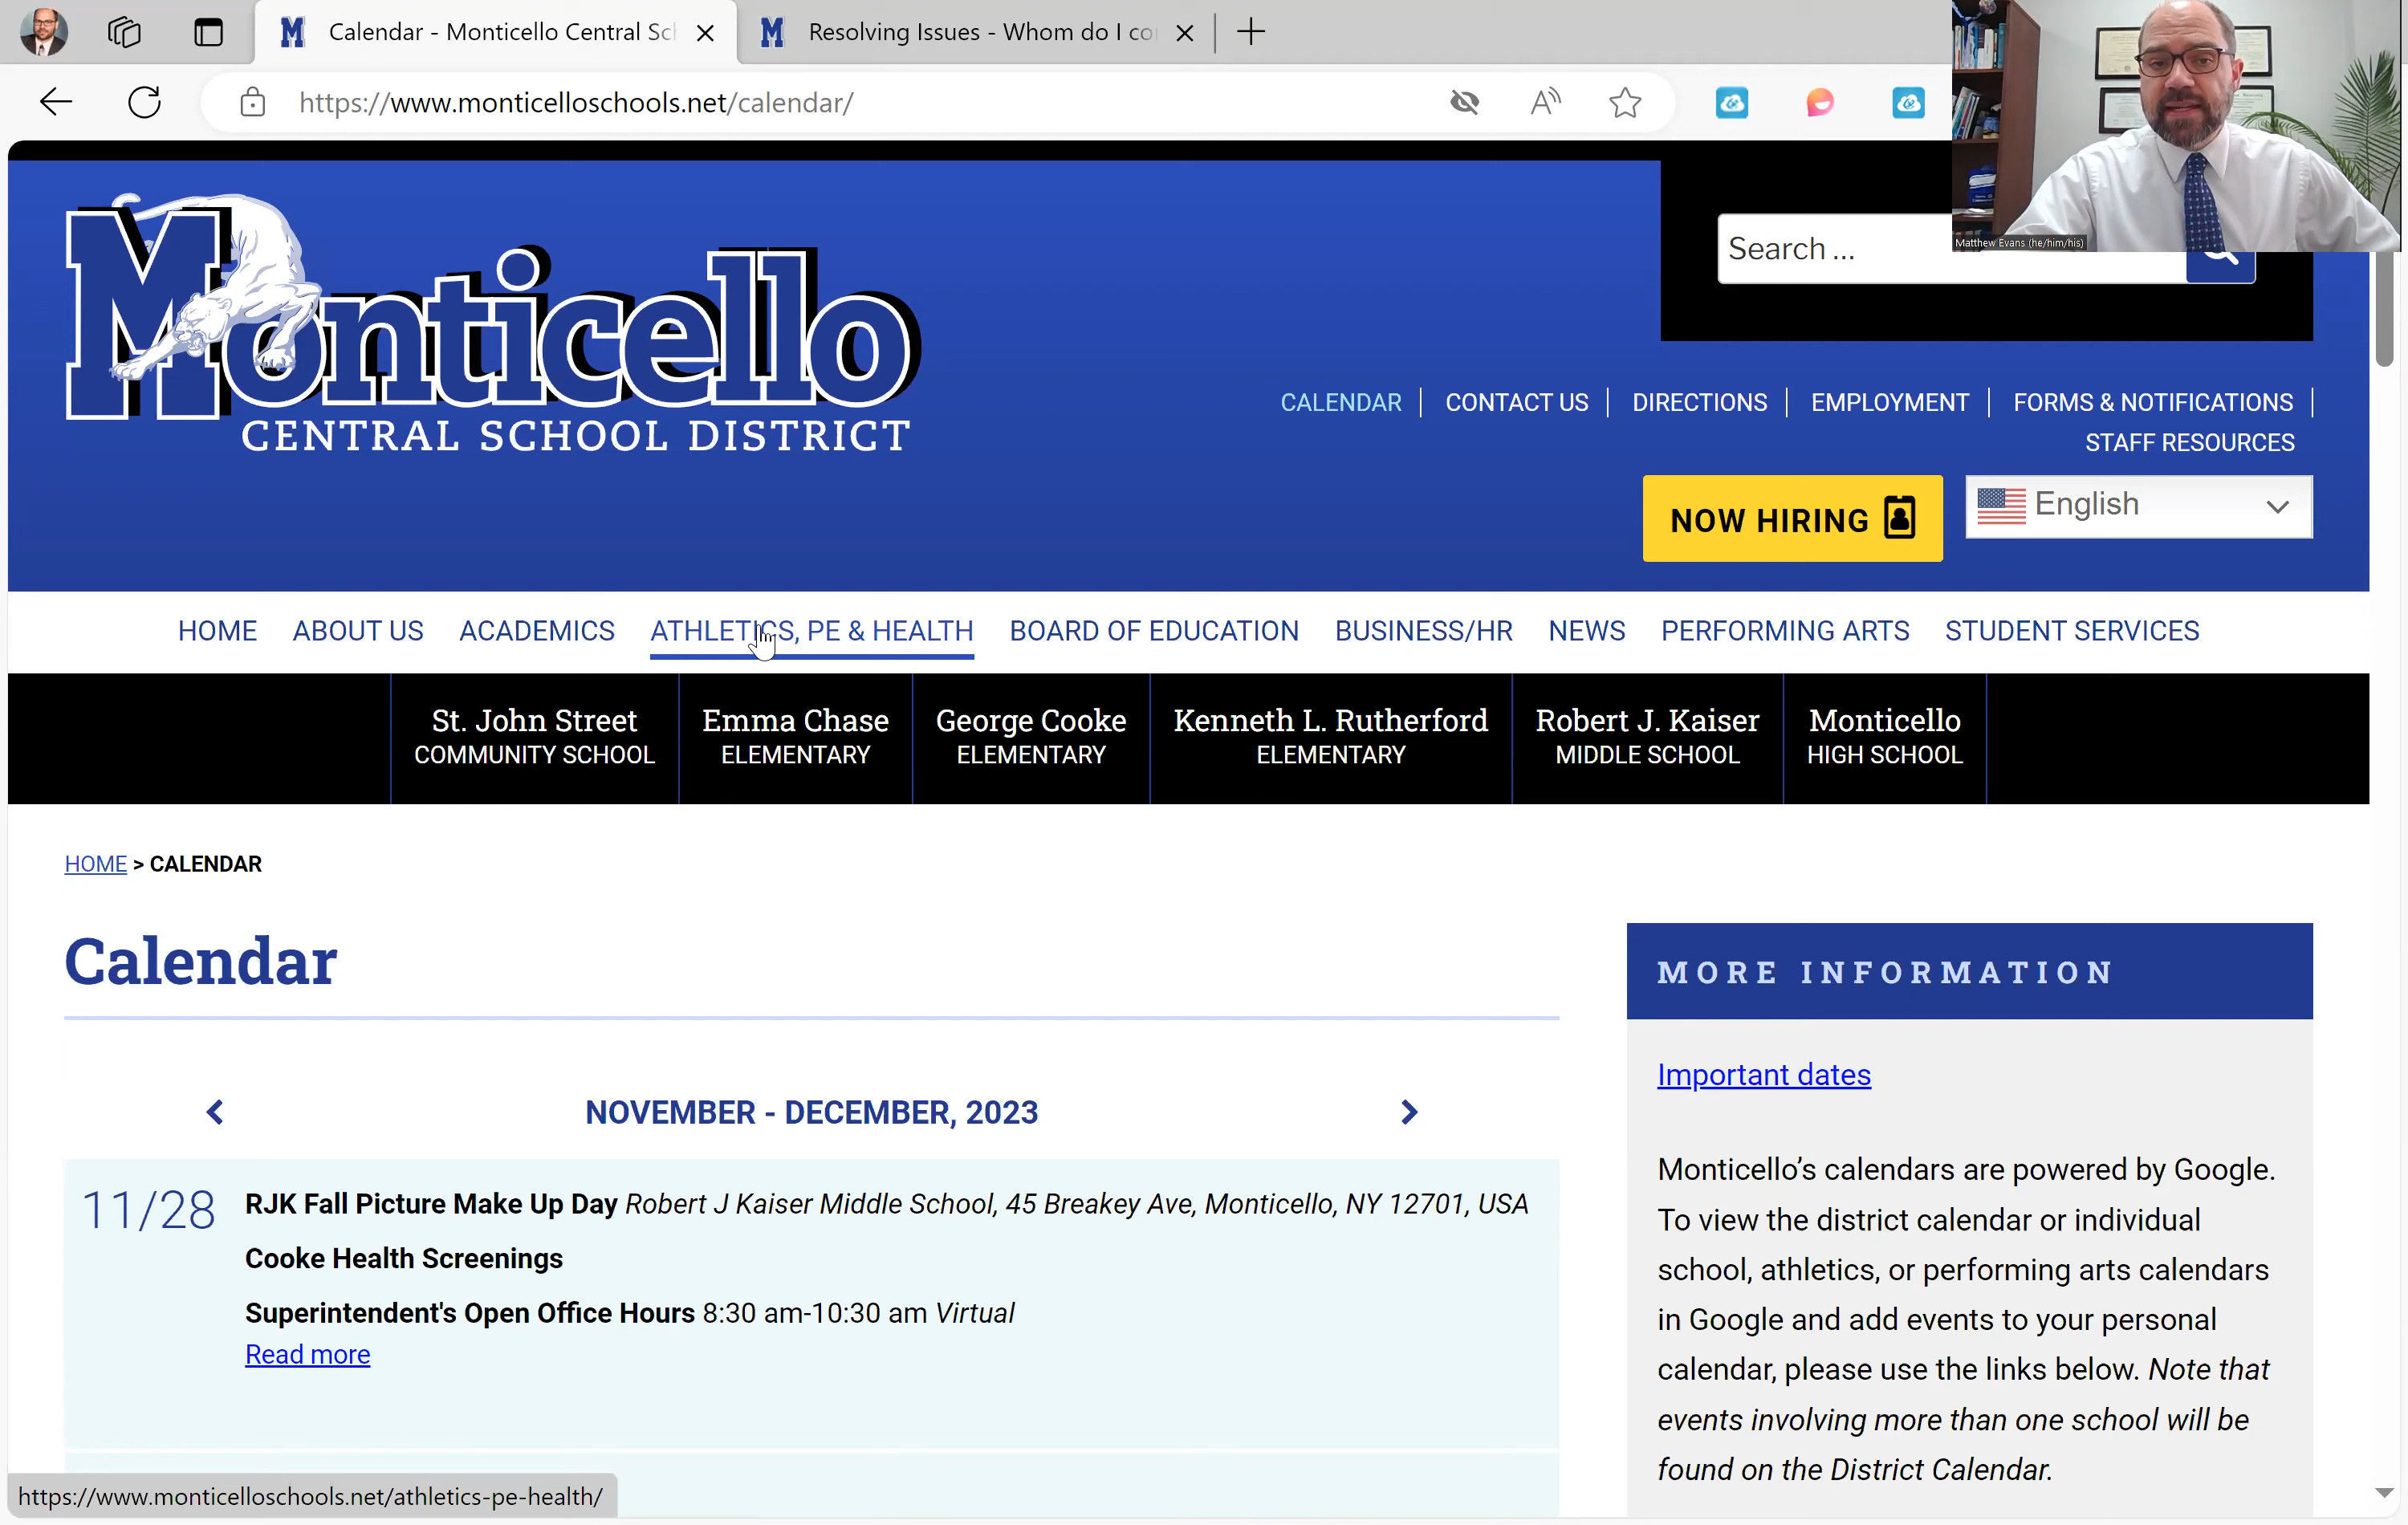 Calendar - Monticello Central Sc
Resolving Issues - Whom do I co
https://www.monticelloschools.net/calendar/
Matthew Evans (he/him/his)
Monticello
CENTRAL SCHOOL DISTRICT
Search ...
CALENDAR CONTACT US DIRECTIONS EMPLOYMENT FORMS & NOTIFICATIONS
STAFF RESOURCES
NOW HIRING
English
HOME ABOUT US ACADEMICS ATHLETICS, PE & HEALTH BOARD OF EDUCATION BUSINESS/HR NEWS PERFORMING ARTS STUDENT SERVICES
St. John Street
COMMUNITY SCHOOL
Emma Chase
ELEMENTARY
George Cooke
ELEMENTARY
Kenneth L. Rutherford
ELEMENTARY
Robert J. Kaiser
MIDDLE SCHOOL
Monticello
HIGH SCHOOL
HOME > CALENDAR
Calendar
NOVEMBER - DECEMBER, 2023
11/28
RJK Fall Picture Make Up Day Robert J Kaiser Middle School, 45 Breakey Ave, Monticello, NY 12701, USA
Cooke Health Screenings
Superintendent's Open Office Hours 8:30 am-10:30 am Virtual
Read more
MORE INFORMATION
Important dates
Monticello’s calendars are powered by Google.
To view the district calendar or individual
school, athletics, or performing arts calendars
in Google and add events to your personal
calendar, please use the links below. Note that
events involving more than one school will be
found on the District Calendar.
https://www.monticelloschools.net/athletics-pe-health/